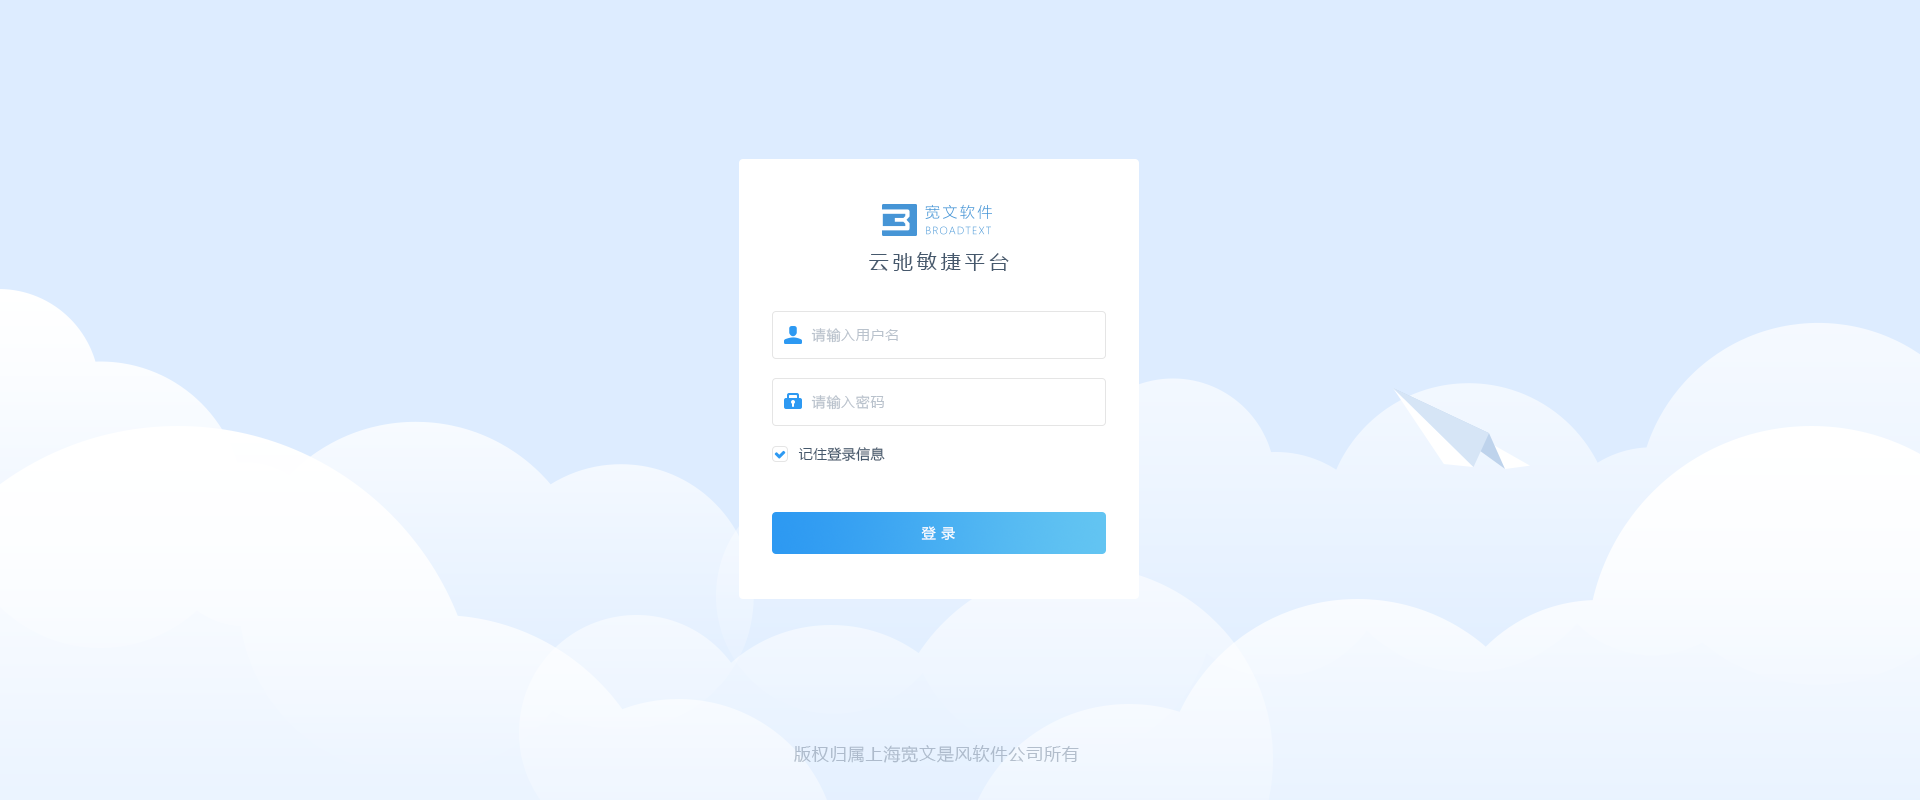 宽文软件
BROADTEXT
云弛敏捷平台
请输入用户名
请输入密码
记住登录信息
登 录
版权归属上海宽文是风软件公司所有